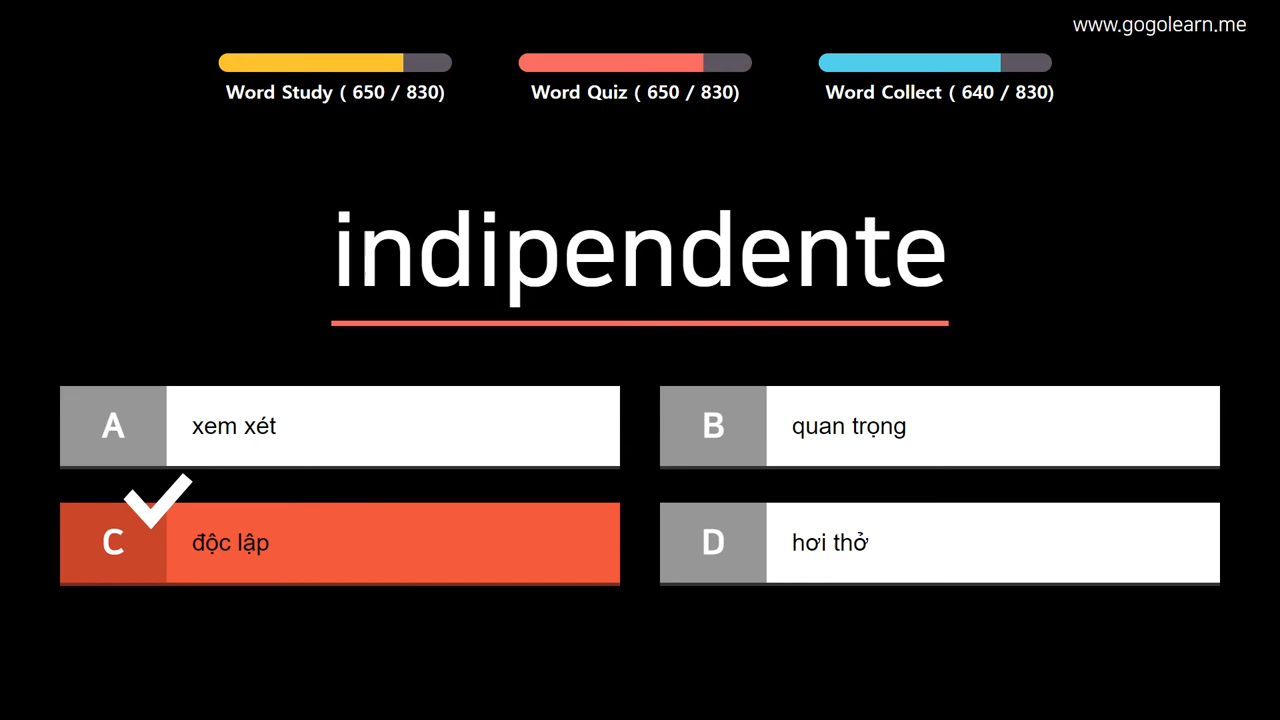 www.gogolearn.me
Word Study ( 650 / 830)
Word Quiz ( 650 / 830)
Word Collect ( 640 / 830)
indipendente
A
xem xét
B
quan trọng
C
độc lập
D
hơi thở